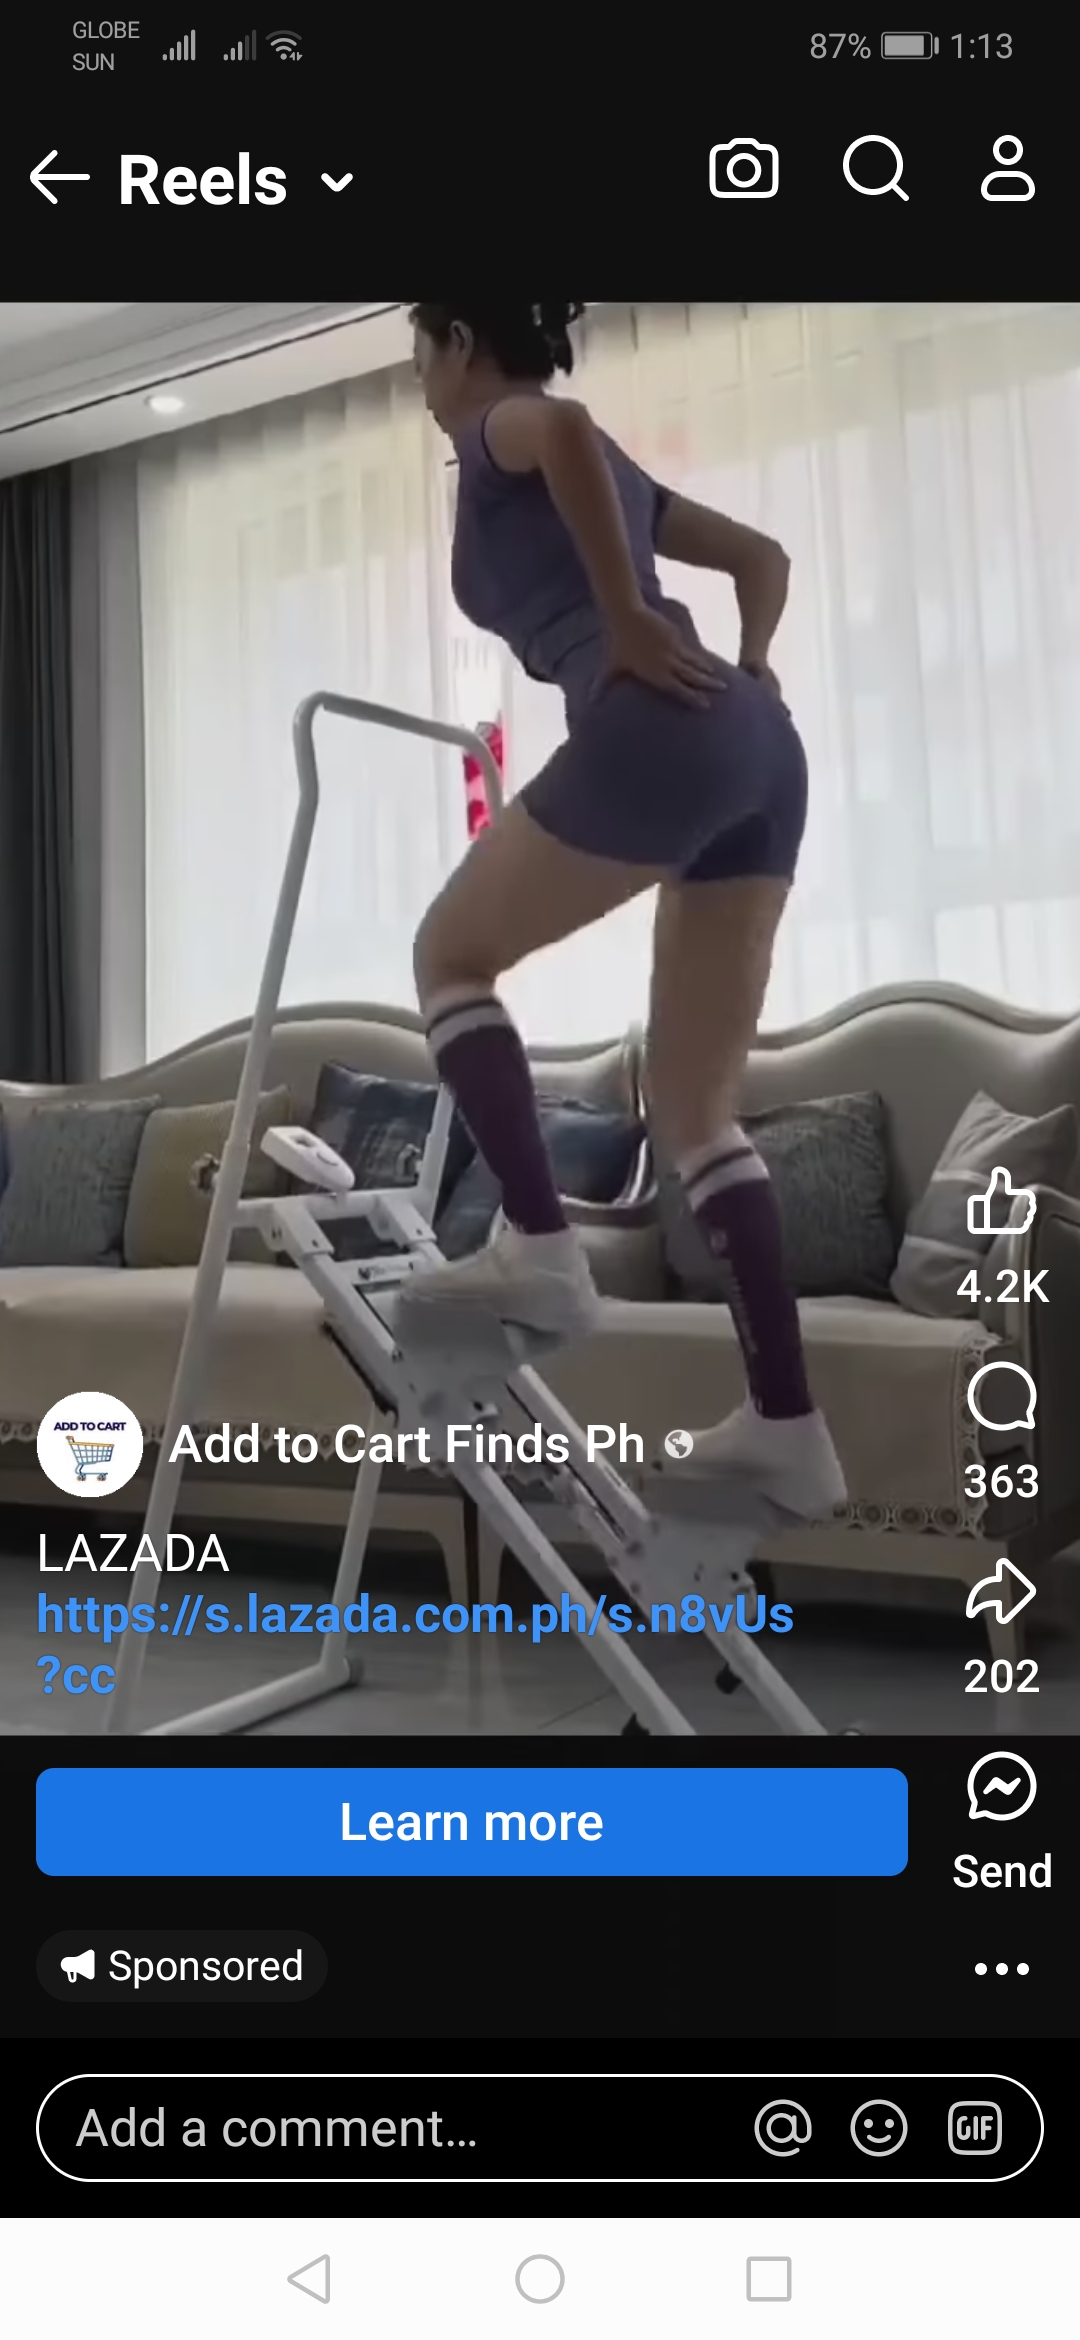 GLOBE
SUN
87%
1:13
Reels
4.2K
ADD TO CART
Add to Cart Finds Ph
363
LAZADA
https://s.lazada.com.ph/s.n8vUs
?cc
202
Learn more
Send
Sponsored
Add a comment...
GIF